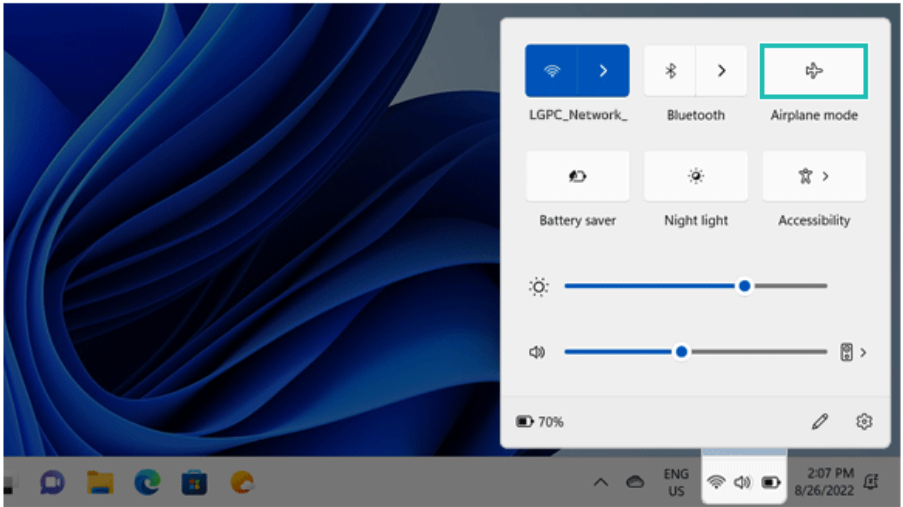 LGPC_Network_
Bluetooth
Airplane mode
Battery saver
Night light
Accessibility
70%
ENG
US
2:07 PM
8/26/2022